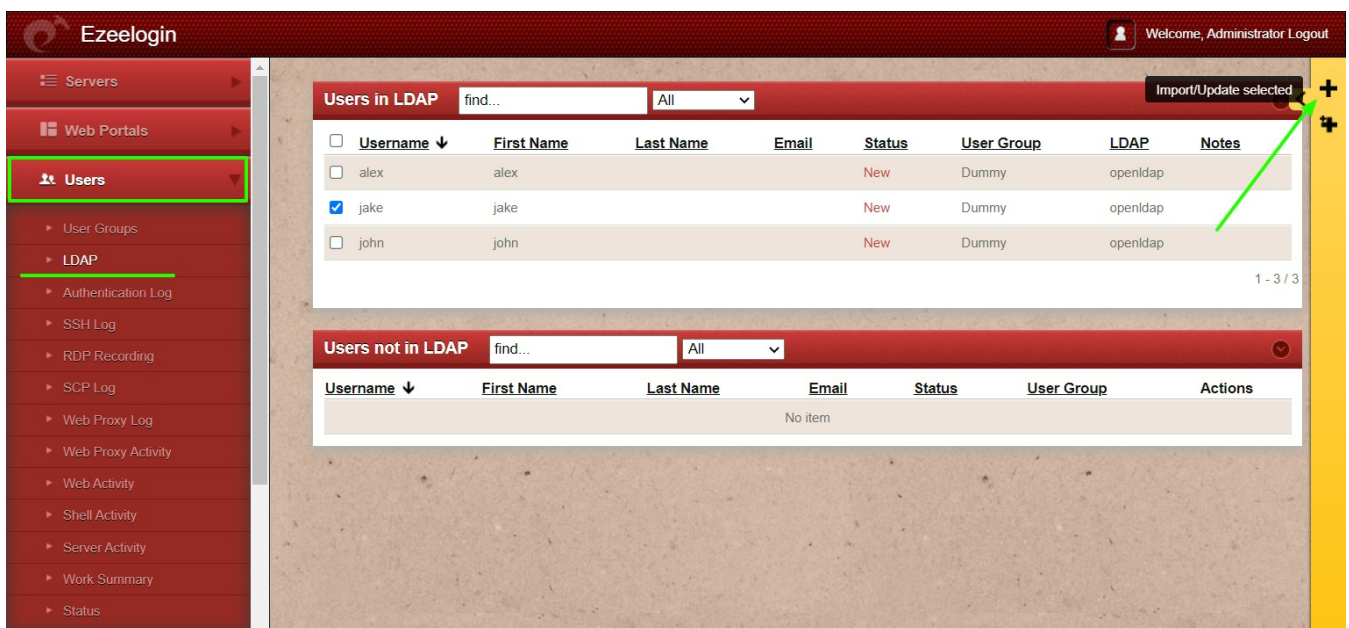 Ezeelogin
Welcome, Administrator Logout
Servers
Web Portals
Users
User Groups
LDAP
Authentication Log
SSH Log
RDP Recording
SCP Log
Web Proxy Log
Web Proxy Activity
Web Activity
Shell Activity
Server Activity
Work Summary
Status
Import/Update selected
Users in LDAP find... All
Username First Name Last Name Email Status User Group LDAP Notes
alex alex New Dummy openldap
jake jake New Dummy openldap
john john New Dummy openldap
1 - 3 / 3
Users not in LDAP find... All
Username First Name Last Name Email Status User Group Actions
No item